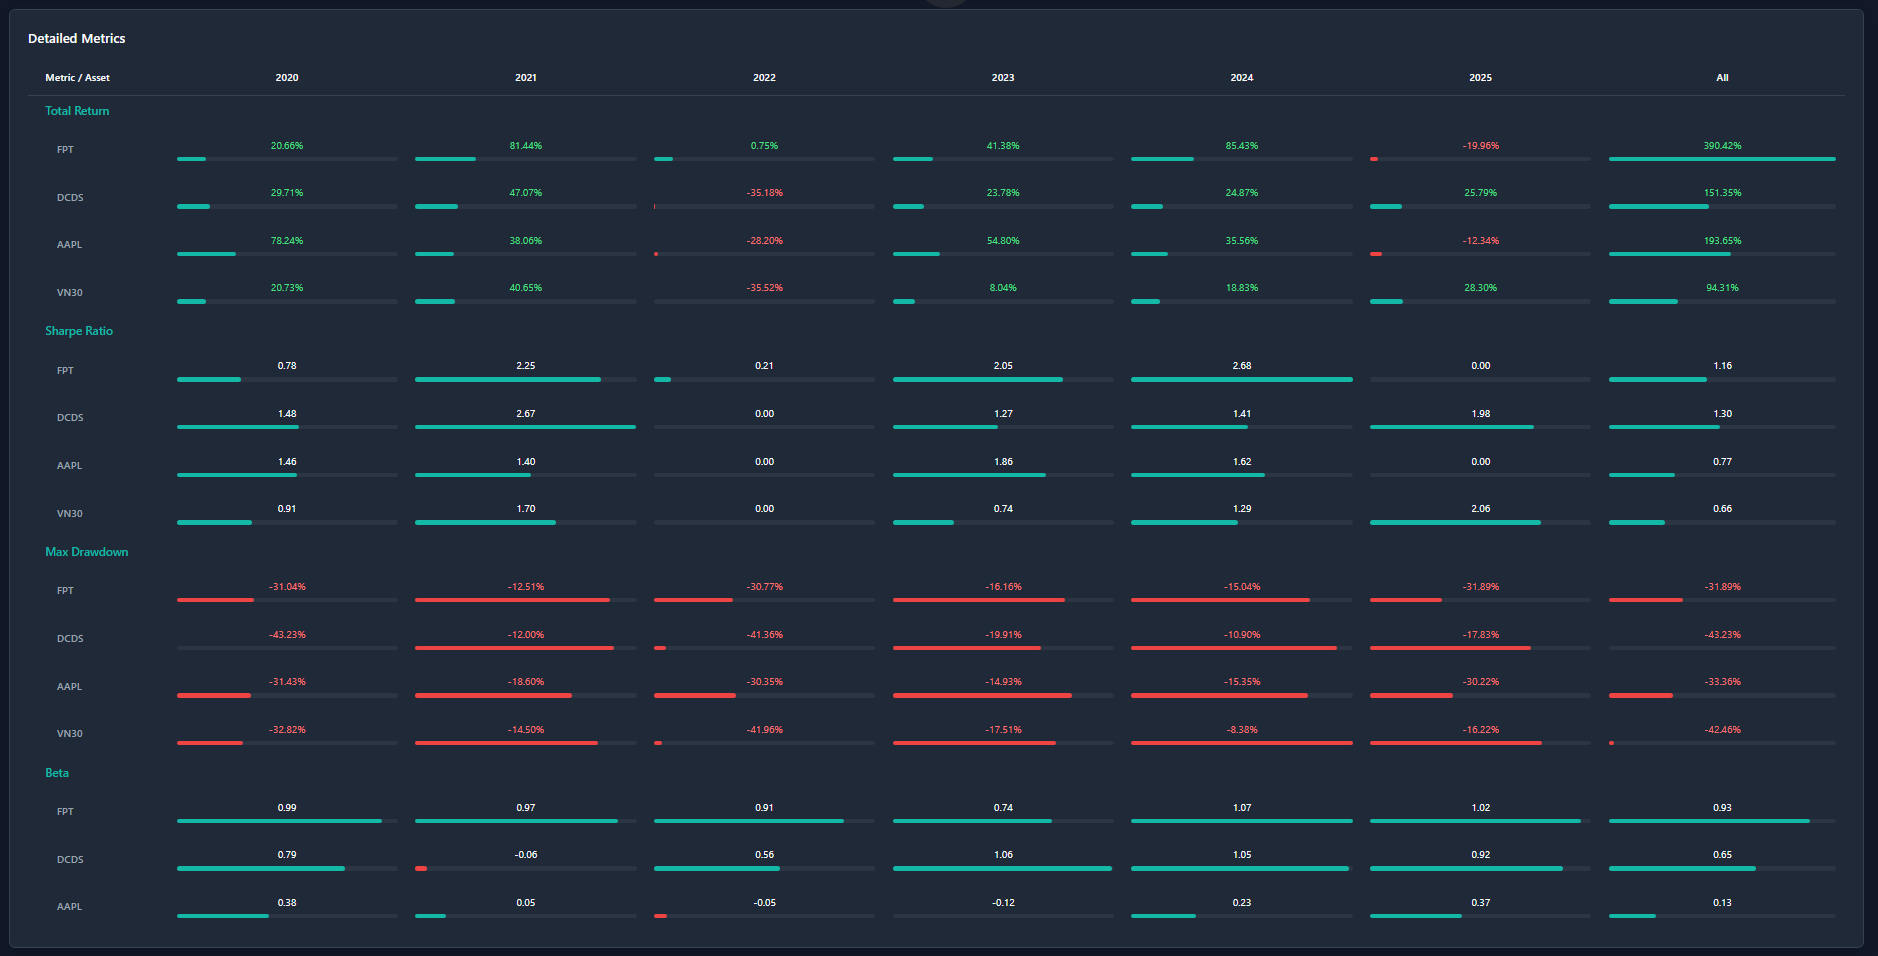 Detailed Metrics
Metric / Asset 2020 2021 2022 2023 2024 2025 All
Total Return
FPT 20.66% 81.44% 0.75% 41.38% 85.43% -19.96% 390.42%
DCDS 29.71% 47.07% -35.18% 23.78% 24.87% 25.79% 151.35%
AAPL 78.24% 38.06% -28.20% 54.80% 35.56% -12.34% 193.65%
VN30 20.73% 40.65% -35.52% 8.04% 18.83% 28.30% 94.31%
Sharpe Ratio
FPT 0.78 2.25 0.21 2.05 2.68 0.00 1.16
DCDS 1.48 2.67 0.00 1.27 1.41 1.98 1.30
AAPL 1.46 1.40 0.00 1.86 1.62 0.00 0.77
VN30 0.91 1.70 0.00 0.74 1.29 2.06 0.66
Max Drawdown
FPT -31.04% -12.51% -30.77% -16.16% -15.04% -31.89% -31.89%
DCDS -43.23% -12.00% -41.36% -19.91% -10.90% -17.83% -43.23%
AAPL -31.43% -18.60% -30.35% -14.93% -15.35% -30.22% -33.36%
VN30 -32.82% -14.50% -41.96% -17.51% -8.38% -16.22% -42.46%
Beta
FPT 0.99 0.97 0.91 0.74 1.07 1.02 0.93
DCDS 0.79 -0.06 0.56 1.06 1.05 0.92 0.65
AAPL 0.38 0.05 -0.05 -0.12 0.23 0.37 0.13